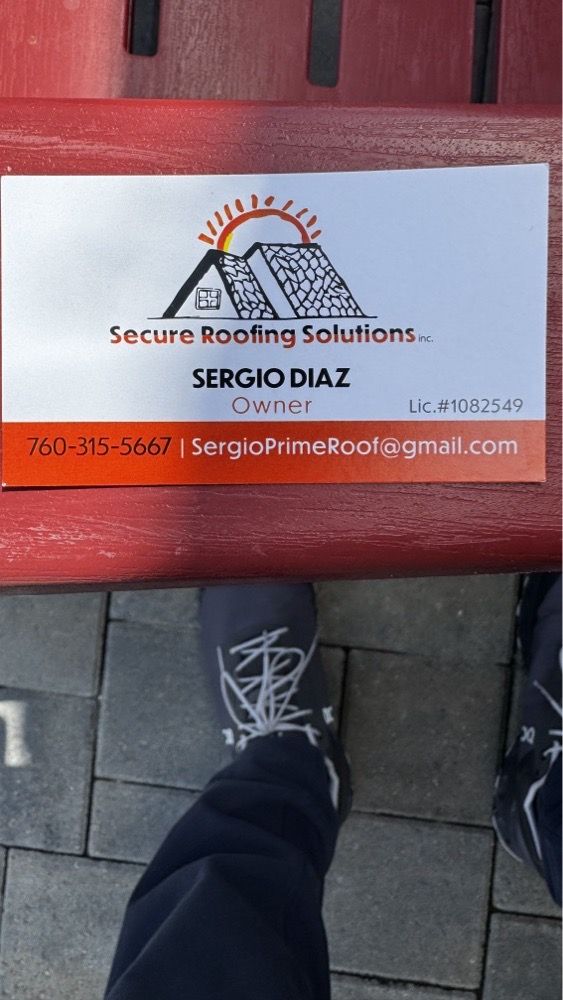 Secure Roofing Solutions inc.
SERGIO DIAZ
Owner
Lic.#1082549
760-315-5667 | SergioPrimeRoof@gmail.com